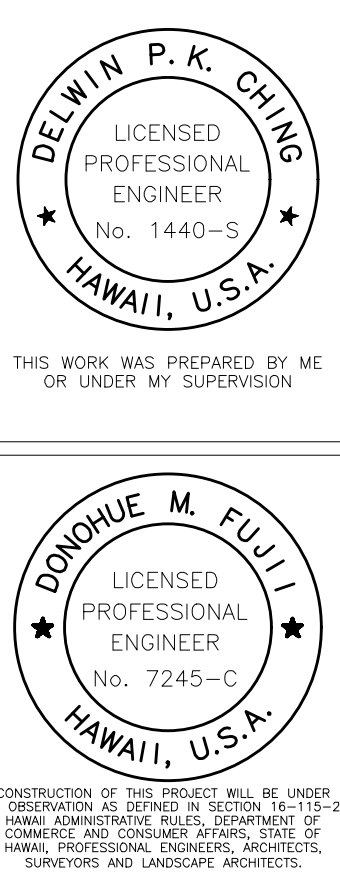 DELWIN P. K. CHING
LICENSED
PROFESSIONAL
ENGINEER
No. 1440-S
HAWAII, U.S.A.
THIS WORK WAS PREPARED BY ME
OR UNDER MY SUPERVISION
DONOHUE M. FUJII
LICENSED
PROFESSIONAL
ENGINEER
No. 7245-C
HAWAII, U.S.A.
CONSTRUCTION OF THIS PROJECT WILL BE UNDER
OBSERVATION AS DEFINED IN SECTION 16-115-2
HAWAII ADMINISTRATIVE RULES, DEPARTMENT OF
COMMERCE AND CONSUMER AFFAIRS, STATE OF
HAWAII, PROFESSIONAL ENGINEERS, ARCHITECTS,
SURVEYORS AND LANDSCAPE ARCHITECTS.